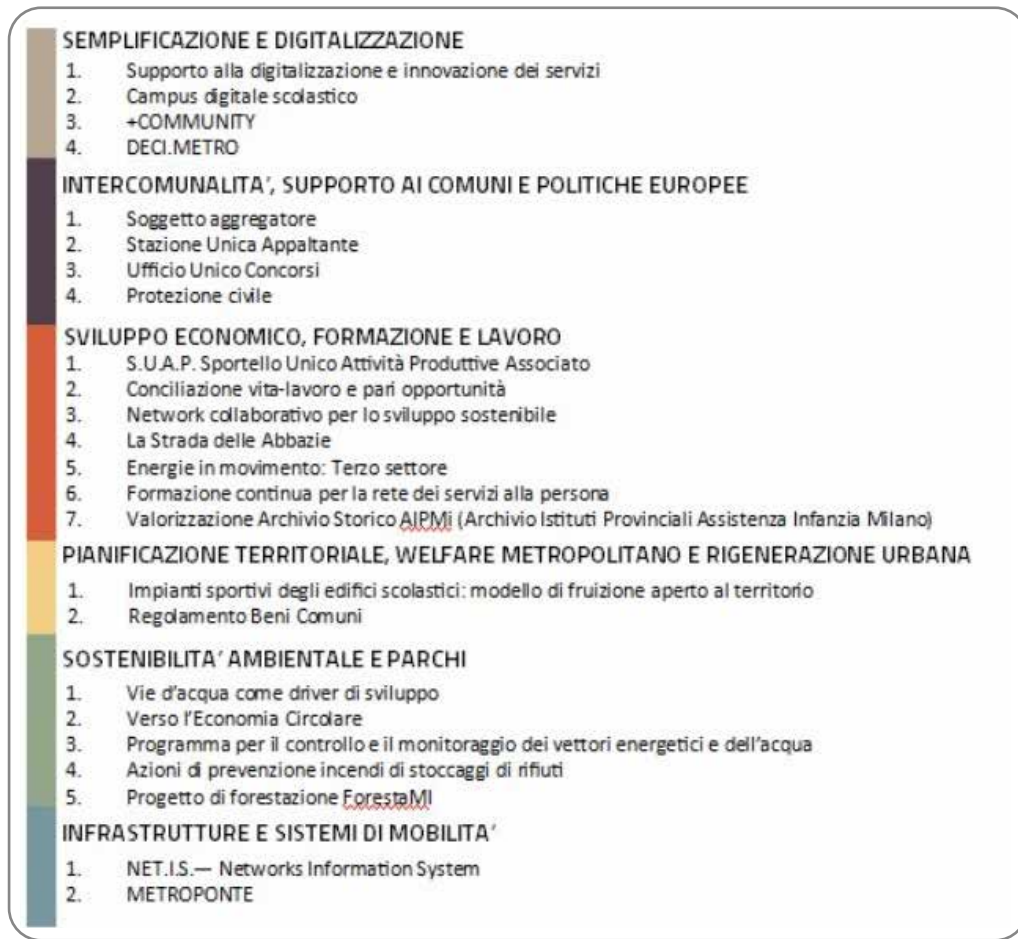 SEMPLIFICAZIONE E DIGITALIZZAZIONE
1. Supporto alla digitalizzazione e innovazione dei servizi
2. Campus digitale scolastico
3. +COMMUNITY
4. DECI.METRO
INTERCOMUNALITA', SUPPORTO AI COMUNI E POLITICHE EUROPEE
1. Soggetto aggregatore
2. Stazione Unica Appaltante
3. Ufficio Unico Concorsi
4. Protezione civile
SVILUPPO ECONOMICO, FORMAZIONE E LAVORO
1. S.U.A.P. Sportello Unico Attività Produttive Associato
2. Conciliazione vita-lavoro e pari opportunità
3. Network collaborativo per lo sviluppo sostenibile
4. La Strada delle Abbazie
5. Energie in movimento: Terzo settore
6. Formazione continua per la rete dei servizi alla persona
7. Valorizzazione Archivio Storico AIPMi (Archivio Istituti Provinciali Assistenza Infanzia Milano)
PIANIFICAZIONE TERRITORIALE, WELFARE METROPOLITANO E RIGENERAZIONE URBANA
1. Impianti sportivi degli edifici scolastici: modello di fruizione aperto al territorio
2. Regolamento Beni Comuni
SOSTENIBILITA' AMBIENTALE E PARCHI
1. Vie d'acqua come driver di sviluppo
2. Verso l'Economia Circolare
3. Programma per il controllo e il monitoraggio dei vettori energetici e dell'acqua
4. Azioni di prevenzione incendi di stoccaggi di rifiuti
5. Progetto di forestazione ForestaMI
INFRASTRUTTURE E SISTEMI DI MOBILITA'
1. NET.I.S.— Networks Information System
2. METROPONTE